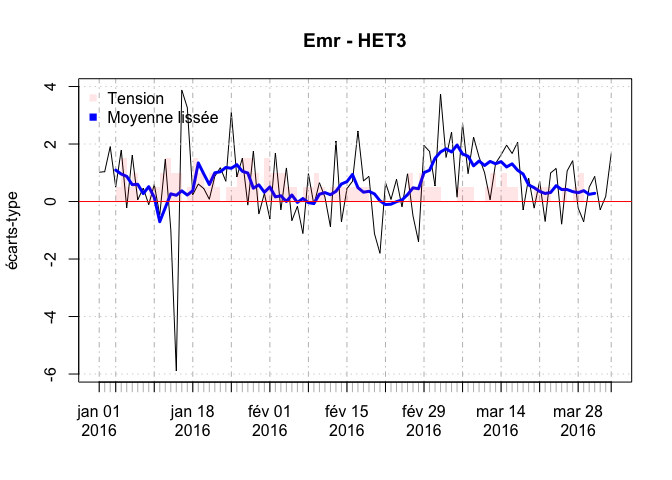 Emr - HET3
Tension
Moyenne lissée
écarts-type
4
2
0
-2
-4
-6
jan 01 jan 18 fév 01 fév 15 fév 29 mar 14 mar 28
2016 2016 2016 2016 2016 2016 2016